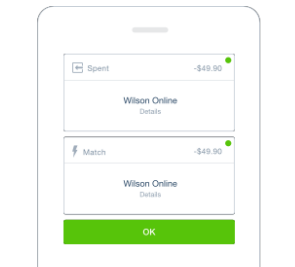 Spent -$49.90
Wilson Online
Details
Match -$49.90
Wilson Online
Details
OK